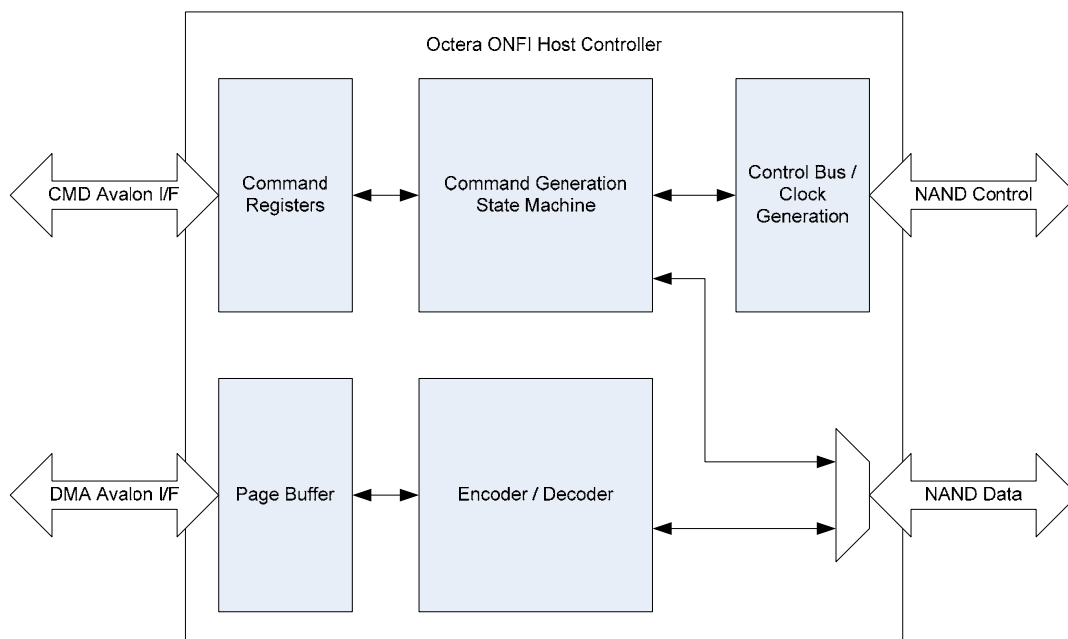 Octera ONFI Host Controller
CMD Avalon I/F
Command
Registers
Command Generation
State Machine
Control Bus /
Clock
Generation
NAND Control
DMA Avalon I/F
Page Buffer
Encoder / Decoder
NAND Data